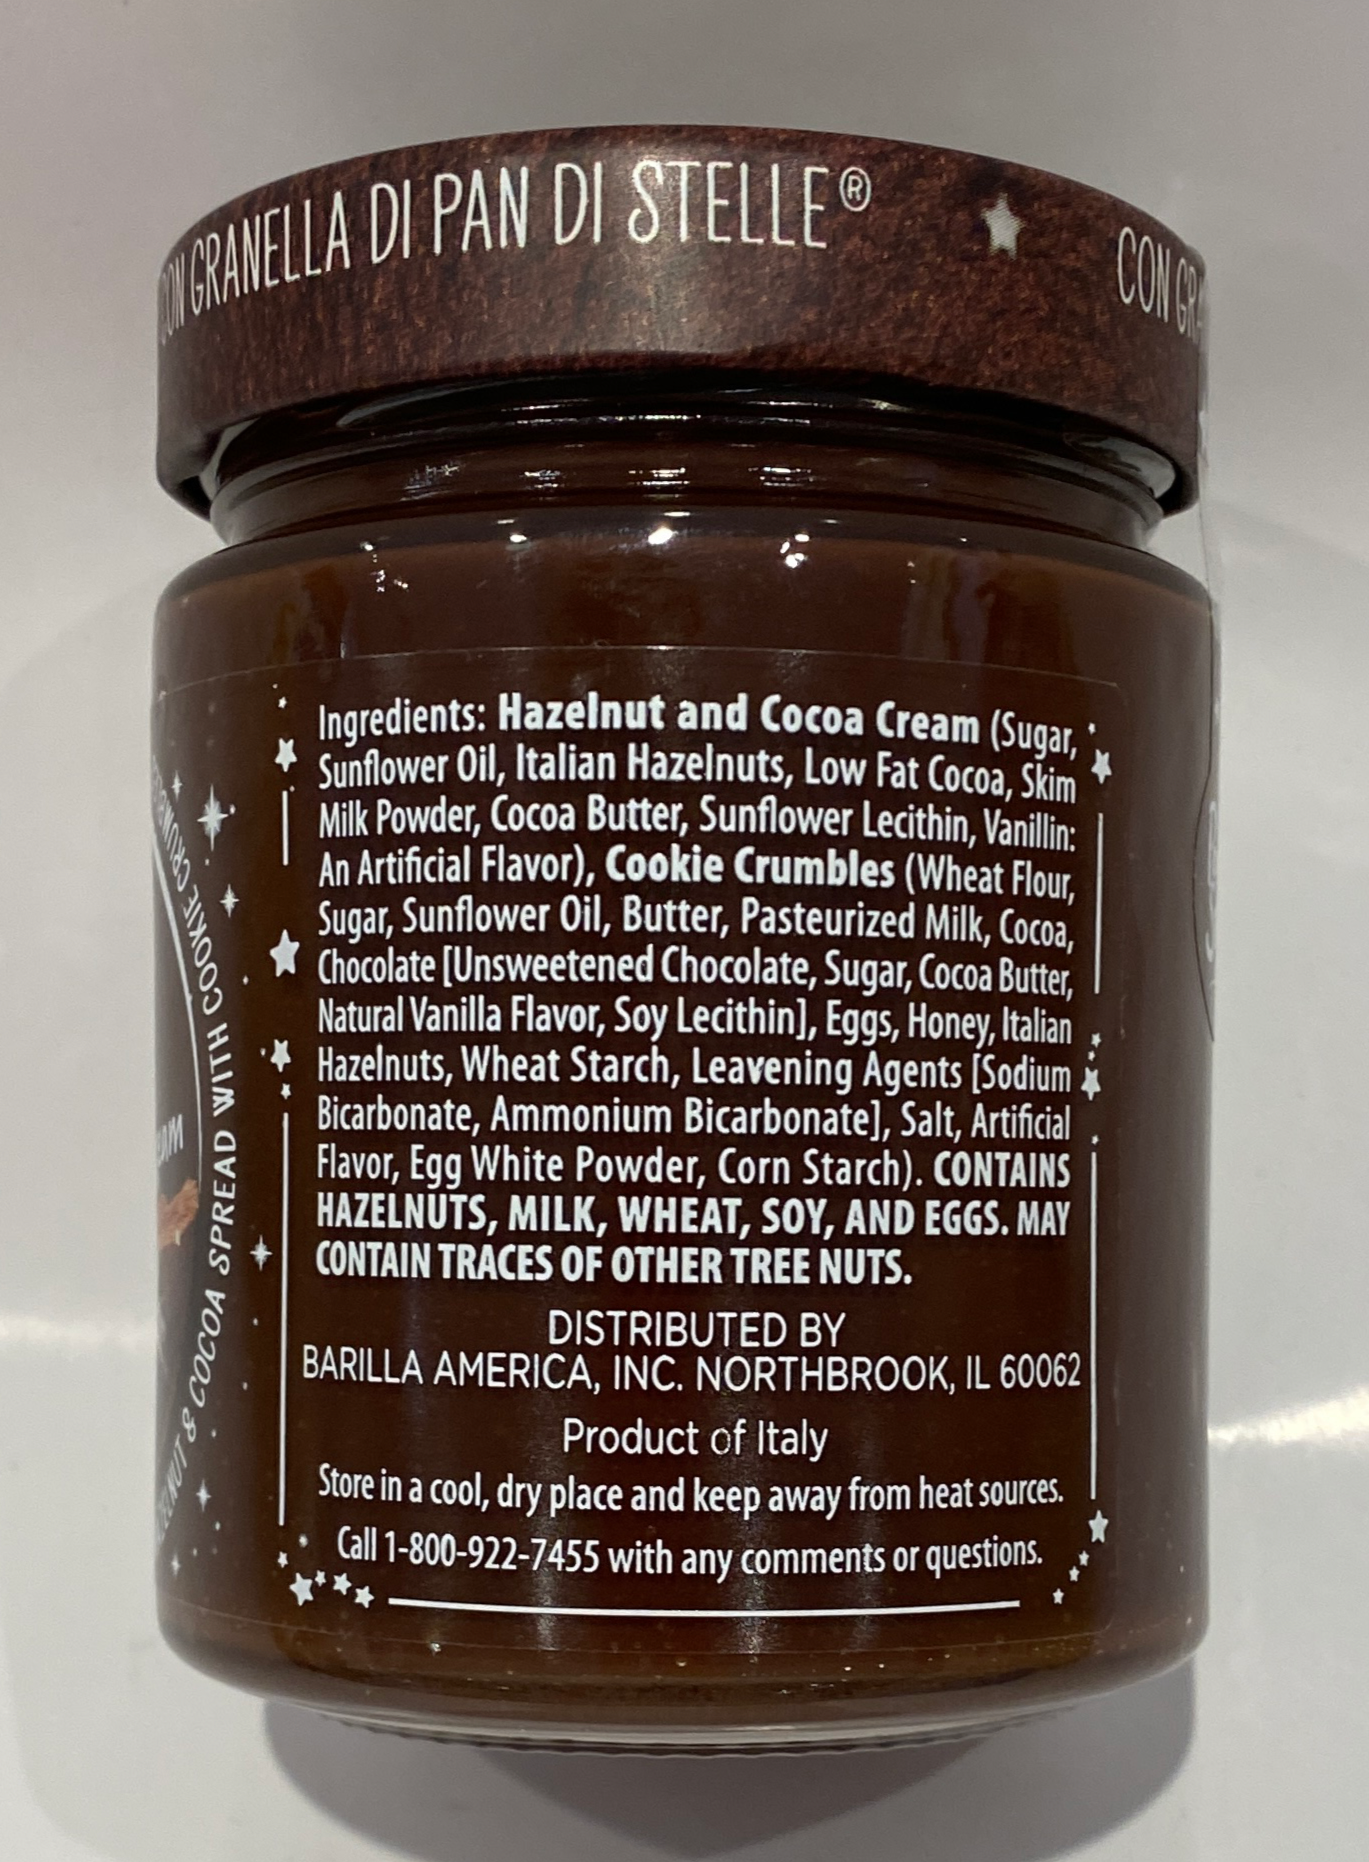 CON GRANELLA DI PAN DI STELLE®
CON
Ingredients: Hazelnut and Cocoa Cream (Sugar,
Sunflower Oil, Italian Hazelnuts, Low Fat Cocoa, Skim
Milk Powder, Cocoa Butter, Sunflower Lecithin, Vanillin:
An Artificial Flavor), Cookie Crumbles (Wheat Flour,
Sugar, Sunflower Oil, Butter, Pasteurized Milk, Cocoa,
Chocolate [Unsweetened Chocolate, Sugar, Cocoa Butter,
Natural Vanilla Flavor, Soy Lecithin], Eggs, Honey, Italian
Hazelnuts, Wheat Starch, Leavening Agents [Sodium
Bicarbonate, Ammonium Bicarbonate], Salt, Artificial
Flavor, Egg White Powder, Corn Starch). CONTAINS
HAZELNUTS, MILK, WHEAT, SOY, AND EGGS. MAY
CONTAIN TRACES OF OTHER TREE NUTS.
DISTRIBUTED BY
BARILLA AMERICA, INC. NORTHBROOK, IL 60062
Product of Italy
Store in a cool, dry place and keep away from heat sources.
Call 1-800-922-7455 with any comments or questions.
& COCOA SPREAD WITH COOKIE